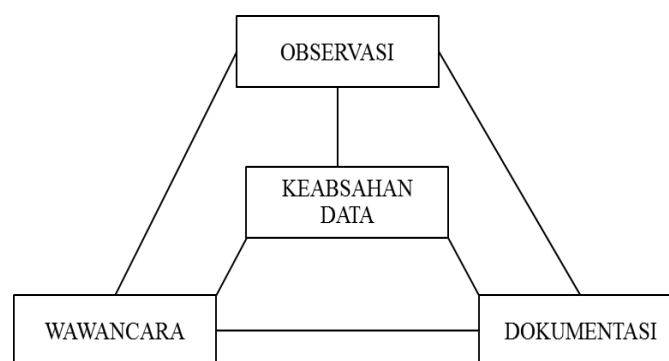 OBSERVASI
KEABSAHAN
DATA
WAWANCARA
DOKUMENTASI